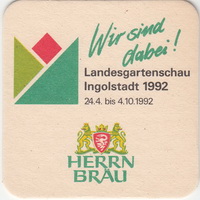 Wir sind
dabei!
Landesgartenschau
Ingolstadt 1992
24.4. bis 4.10.1992
HERRN
BRÄU